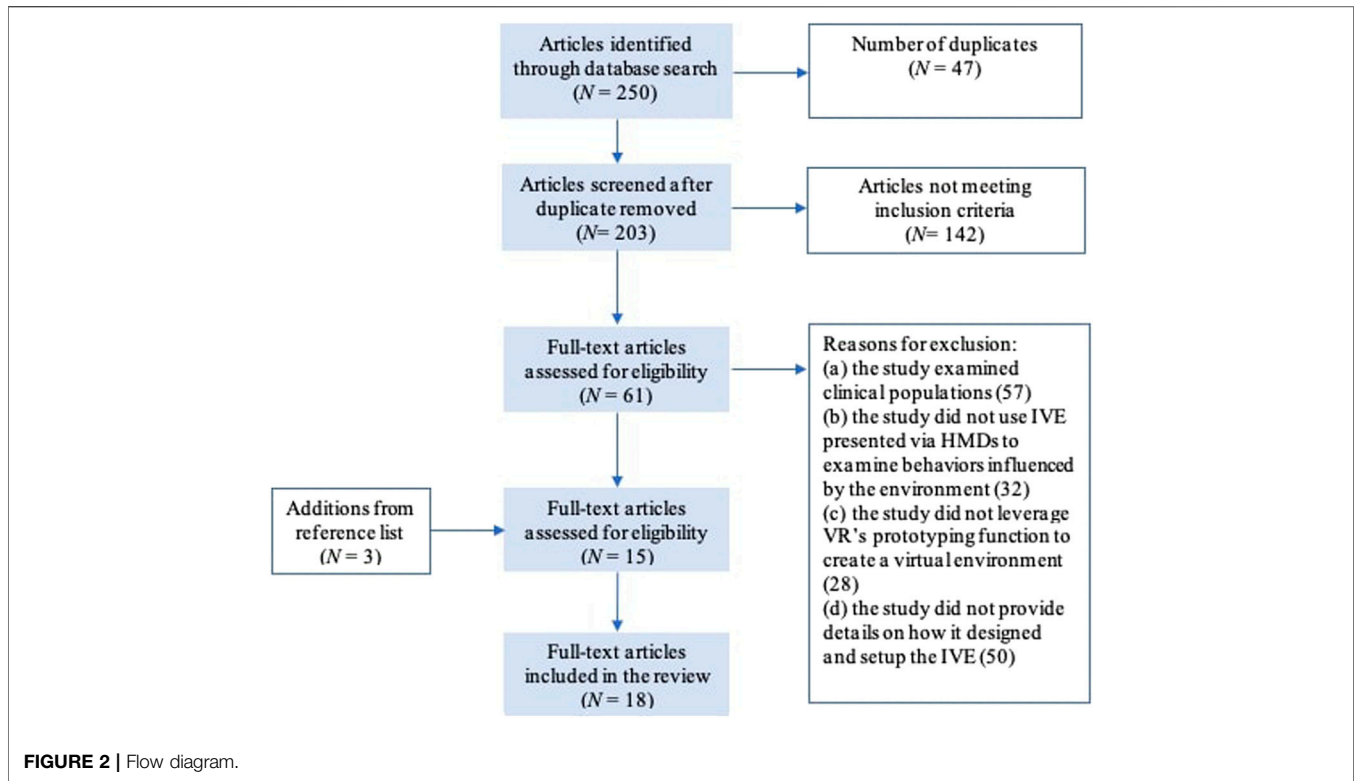 Articles identified
through database search
(N = 250)
Number of duplicates
(N = 47)
Articles screened after
duplicate removed
(N= 203)
Articles not meeting
inclusion criteria
(N= 142)
Full-text articles
assessed for eligibility
(N = 61)
Reasons for exclusion:
(a) the study examined
clinical populations (57)
(b) the study did not use IVE
presented via HMDs to
examine behaviors influenced
by the environment (32)
(c) the study did not leverage
VR's prototyping function to
create a virtual environment
(28)
(d) the study did not provide
details on how it designed
and setup the IVE (50)
Additions from
reference list
(N = 3)
Full-text articles
assessed for eligibility
(N = 15)
Full-text articles
included in the review
(N = 18)
FIGURE 2 | Flow diagram.